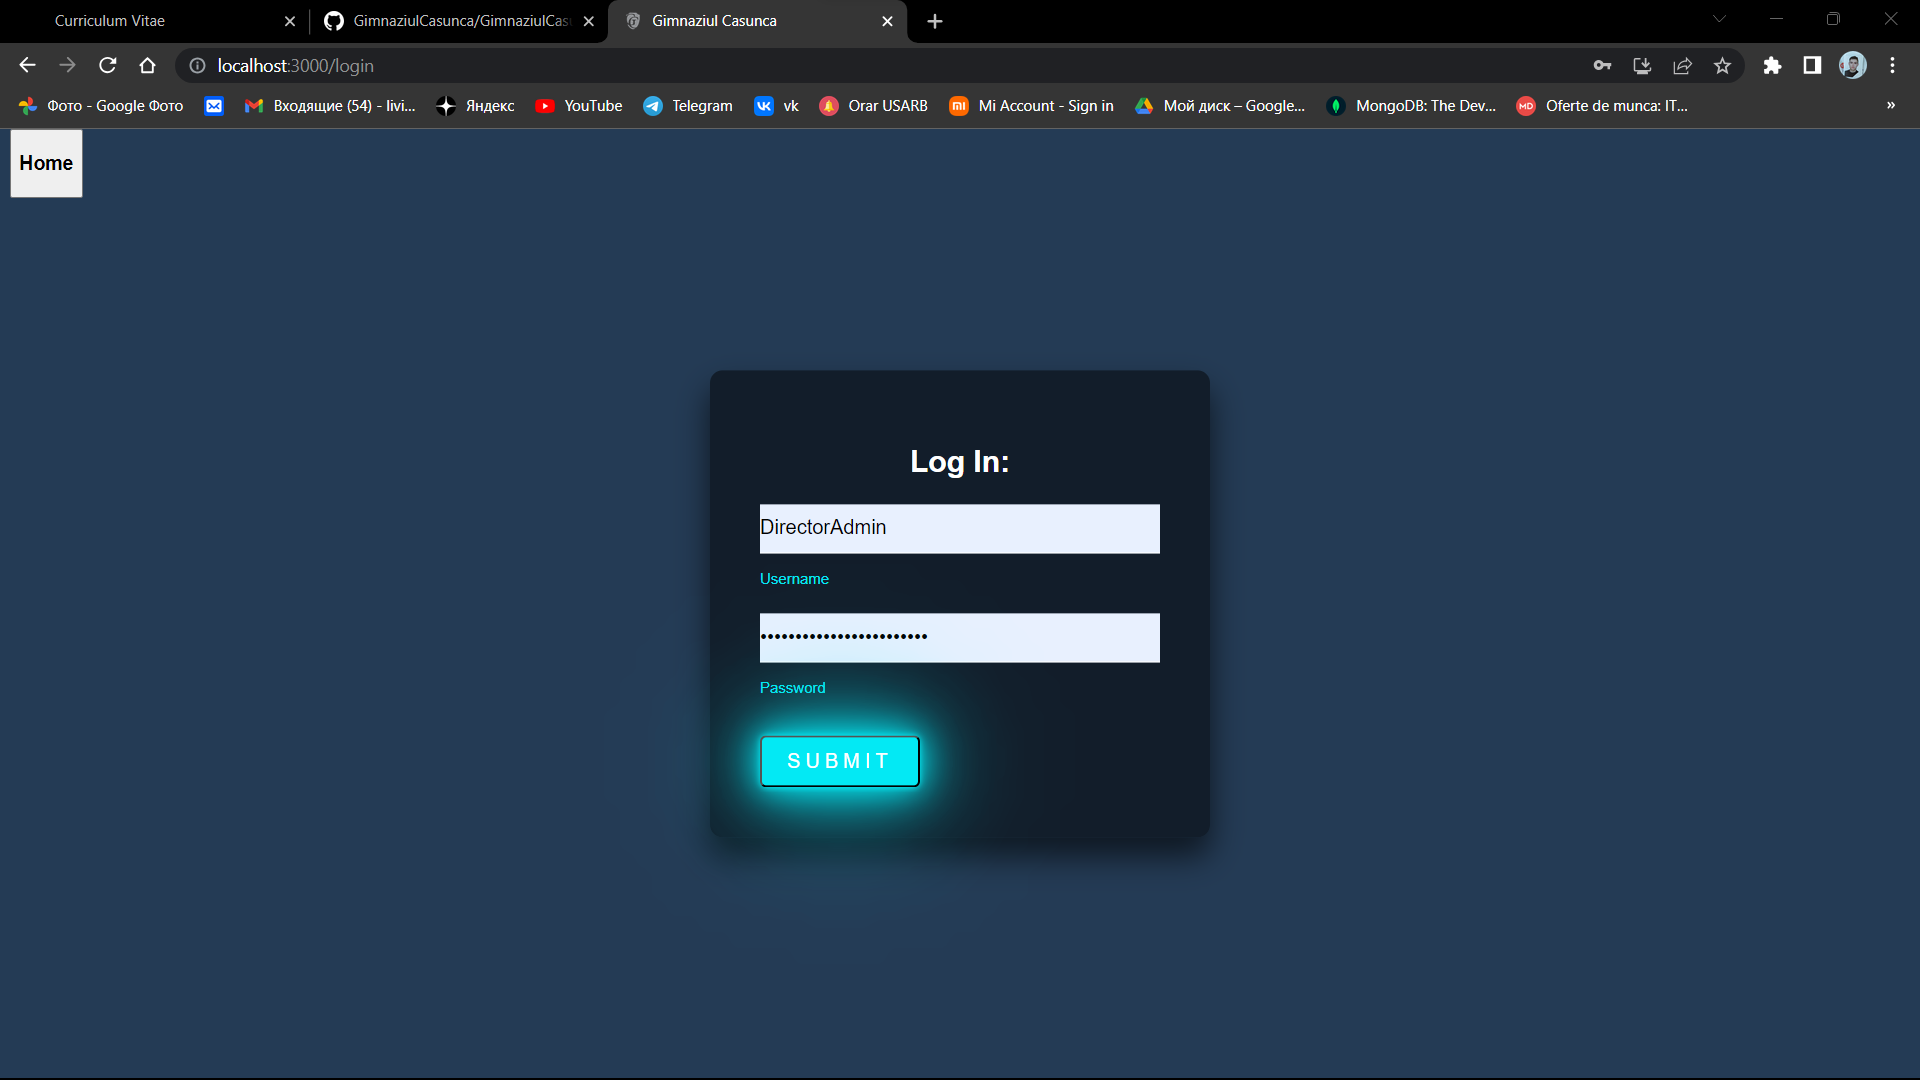 Curriculum Vitae
GimnaziulCasunca/GimnaziulCas
Gimnaziul Casunca
localhost:3000/login
Фото - Google Фото
Входящие (54) - livi...
Яндекс
YouTube
Telegram
vk
Orar USARB
Mi Account - Sign in
Мой диск – Google...
MongoDB: The Dev...
MD
Oferte de munca: IT...
»
Home
Log In:
DirectorAdmin
Username
••••••••••••••••••••••••
Password
SUBMIT